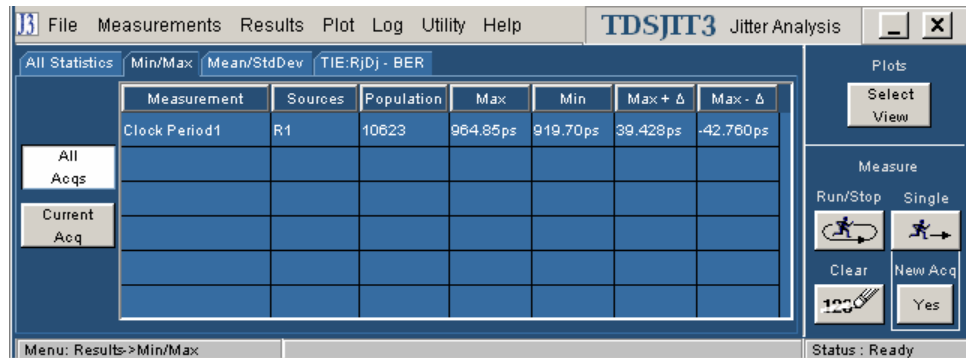 J3 File Measurements Results Plot Log Utility Help TDSJIT3 Jitter Analysis
All Statistics Min/Max Mean/StdDev TIE:RjDj - BER
Measurement Sources Population Max Min Max + Δ Max - Δ
Clock Period1 R1 10623 964.85ps 919.70ps 39.428ps -42.760ps
All
Acqs
Current
Acq
Plots
Select
View
Measure
Run/Stop Single
Clear New Acq
123 Yes
Menu: Results->Min/Max Status : Ready